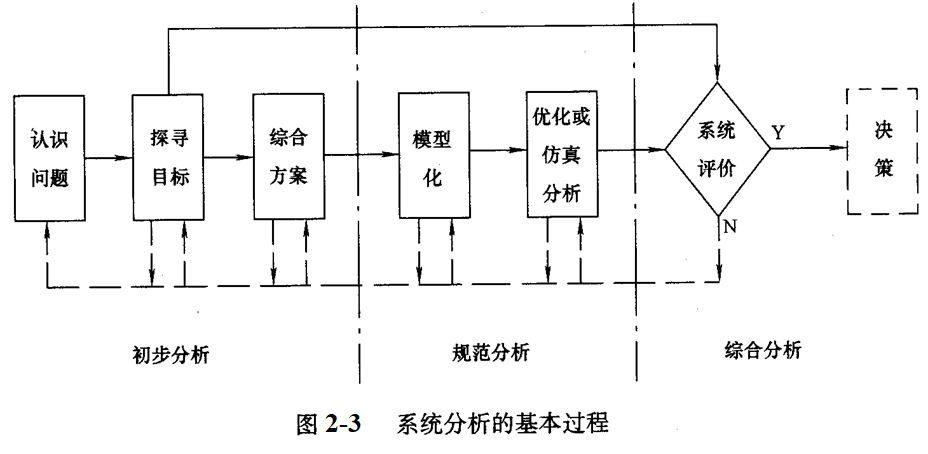 认识
问题
探寻
目标
综合
方案
模型
化
优化或
仿真
分析
系统
评价
Y
N
决
策
初步分析
规范分析
综合分析
图 2-3 系统分析的基本过程